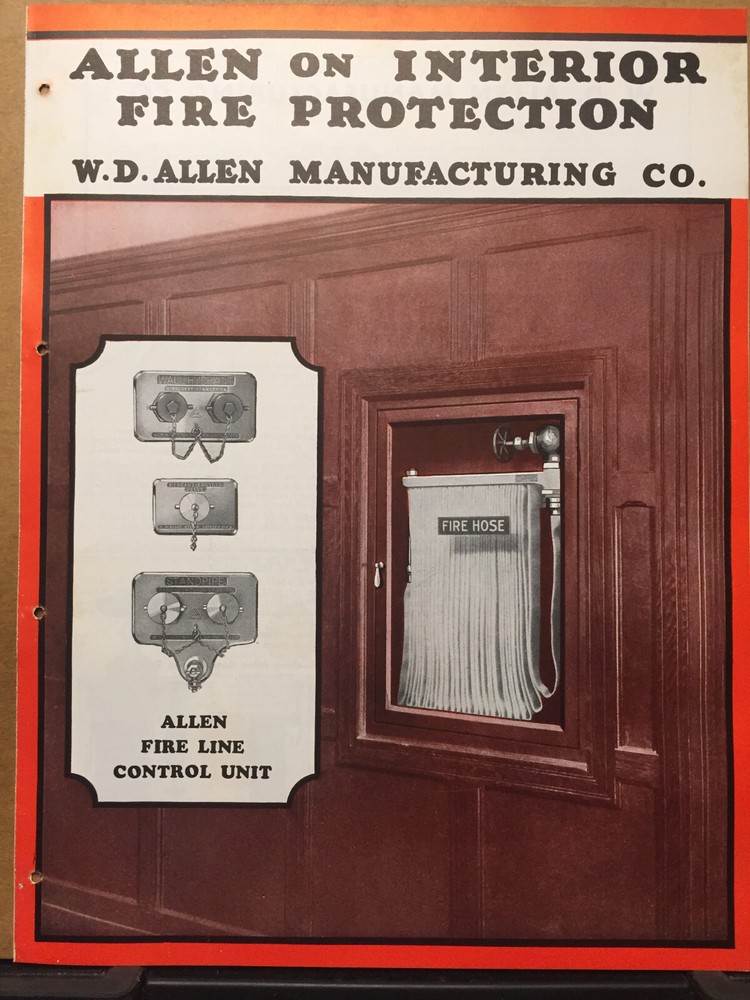 ALLEN ON INTERIOR
FIRE PROTECTION
W.D. ALLEN MANUFACTURING CO.
FIRE HOSE
STANDPIPE
ALLEN
FIRE LINE
CONTROL UNIT